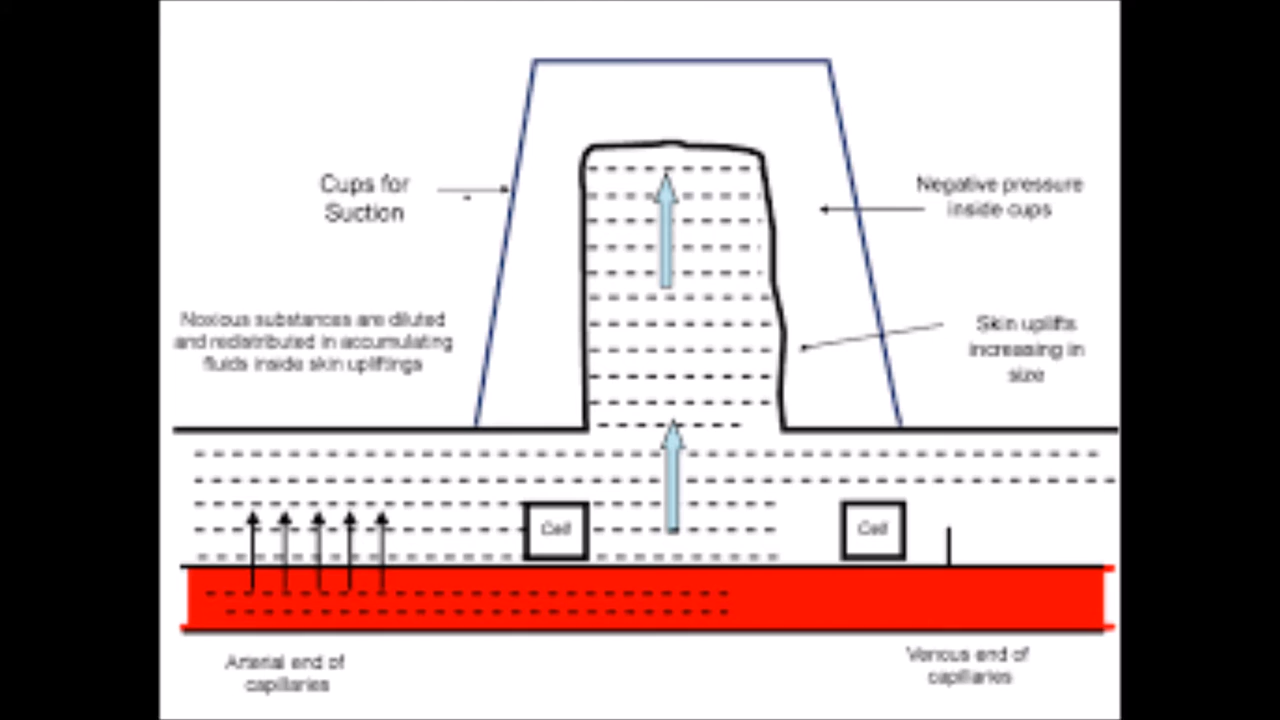 Cups for
Suction
Negative pressure
inside cups
Noxious substances are diluted
and redistributed in accumulating
fluids inside skin upliftings
Skin uplifts
increasing in
size
Cell
Cell
Arterial end of
capillaries
Venous end of
capillaries